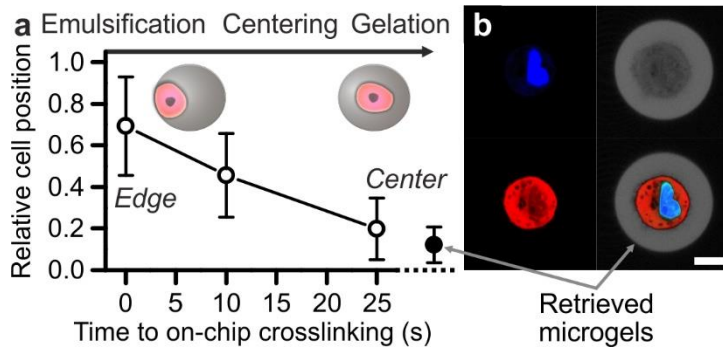 a Emulsification Centering Gelation
1.0
0.8
0.6
0.4
0.2
0.0
Relative cell position
Edge
Center
0 5 10 15 20 25
Time to on-chip crosslinking (s)
b
Retrieved
microgels